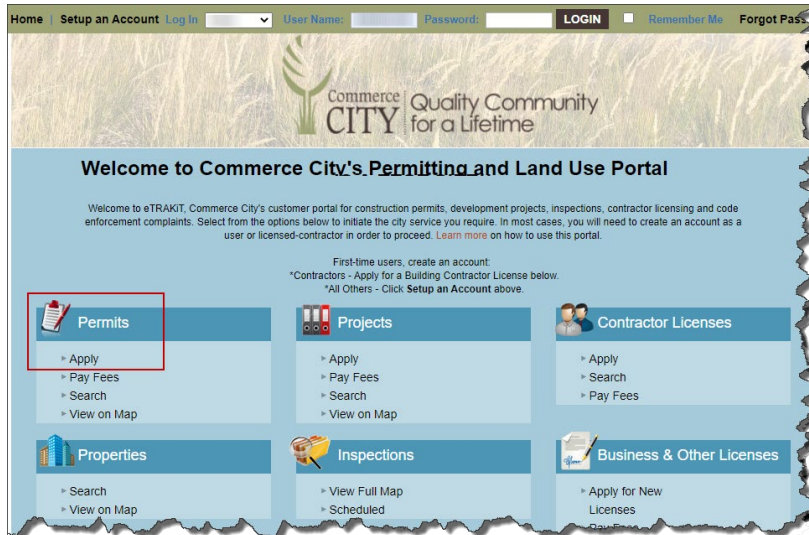 Home | Setup an Account Log In User Name: Password: LOGIN Remember Me Forgot Pass
Commerce CITY Quality Community for a Lifetime
Welcome to Commerce City's Permitting and Land Use Portal
Welcome to eTRAKiT, Commerce City's customer portal for construction permits, development projects, inspections, contractor licensing and code
enforcement complaints. Select from the options below to initiate the city service you require. In most cases, you will need to create an account as a
user or licensed-contractor in order to proceed. Learn more on how to use this portal.
First-time users, create an account:
*Contractors - Apply for a Building Contractor License below.
*All Others - Click Setup an Account above.
Permits
Apply
Pay Fees
Search
View on Map
Projects
Apply
Pay Fees
Search
View on Map
Contractor Licenses
Apply
Search
Pay Fees
Properties
Search
View on Map
Inspections
View Full Map
Scheduled
Business & Other Licenses
Apply for New
Licenses